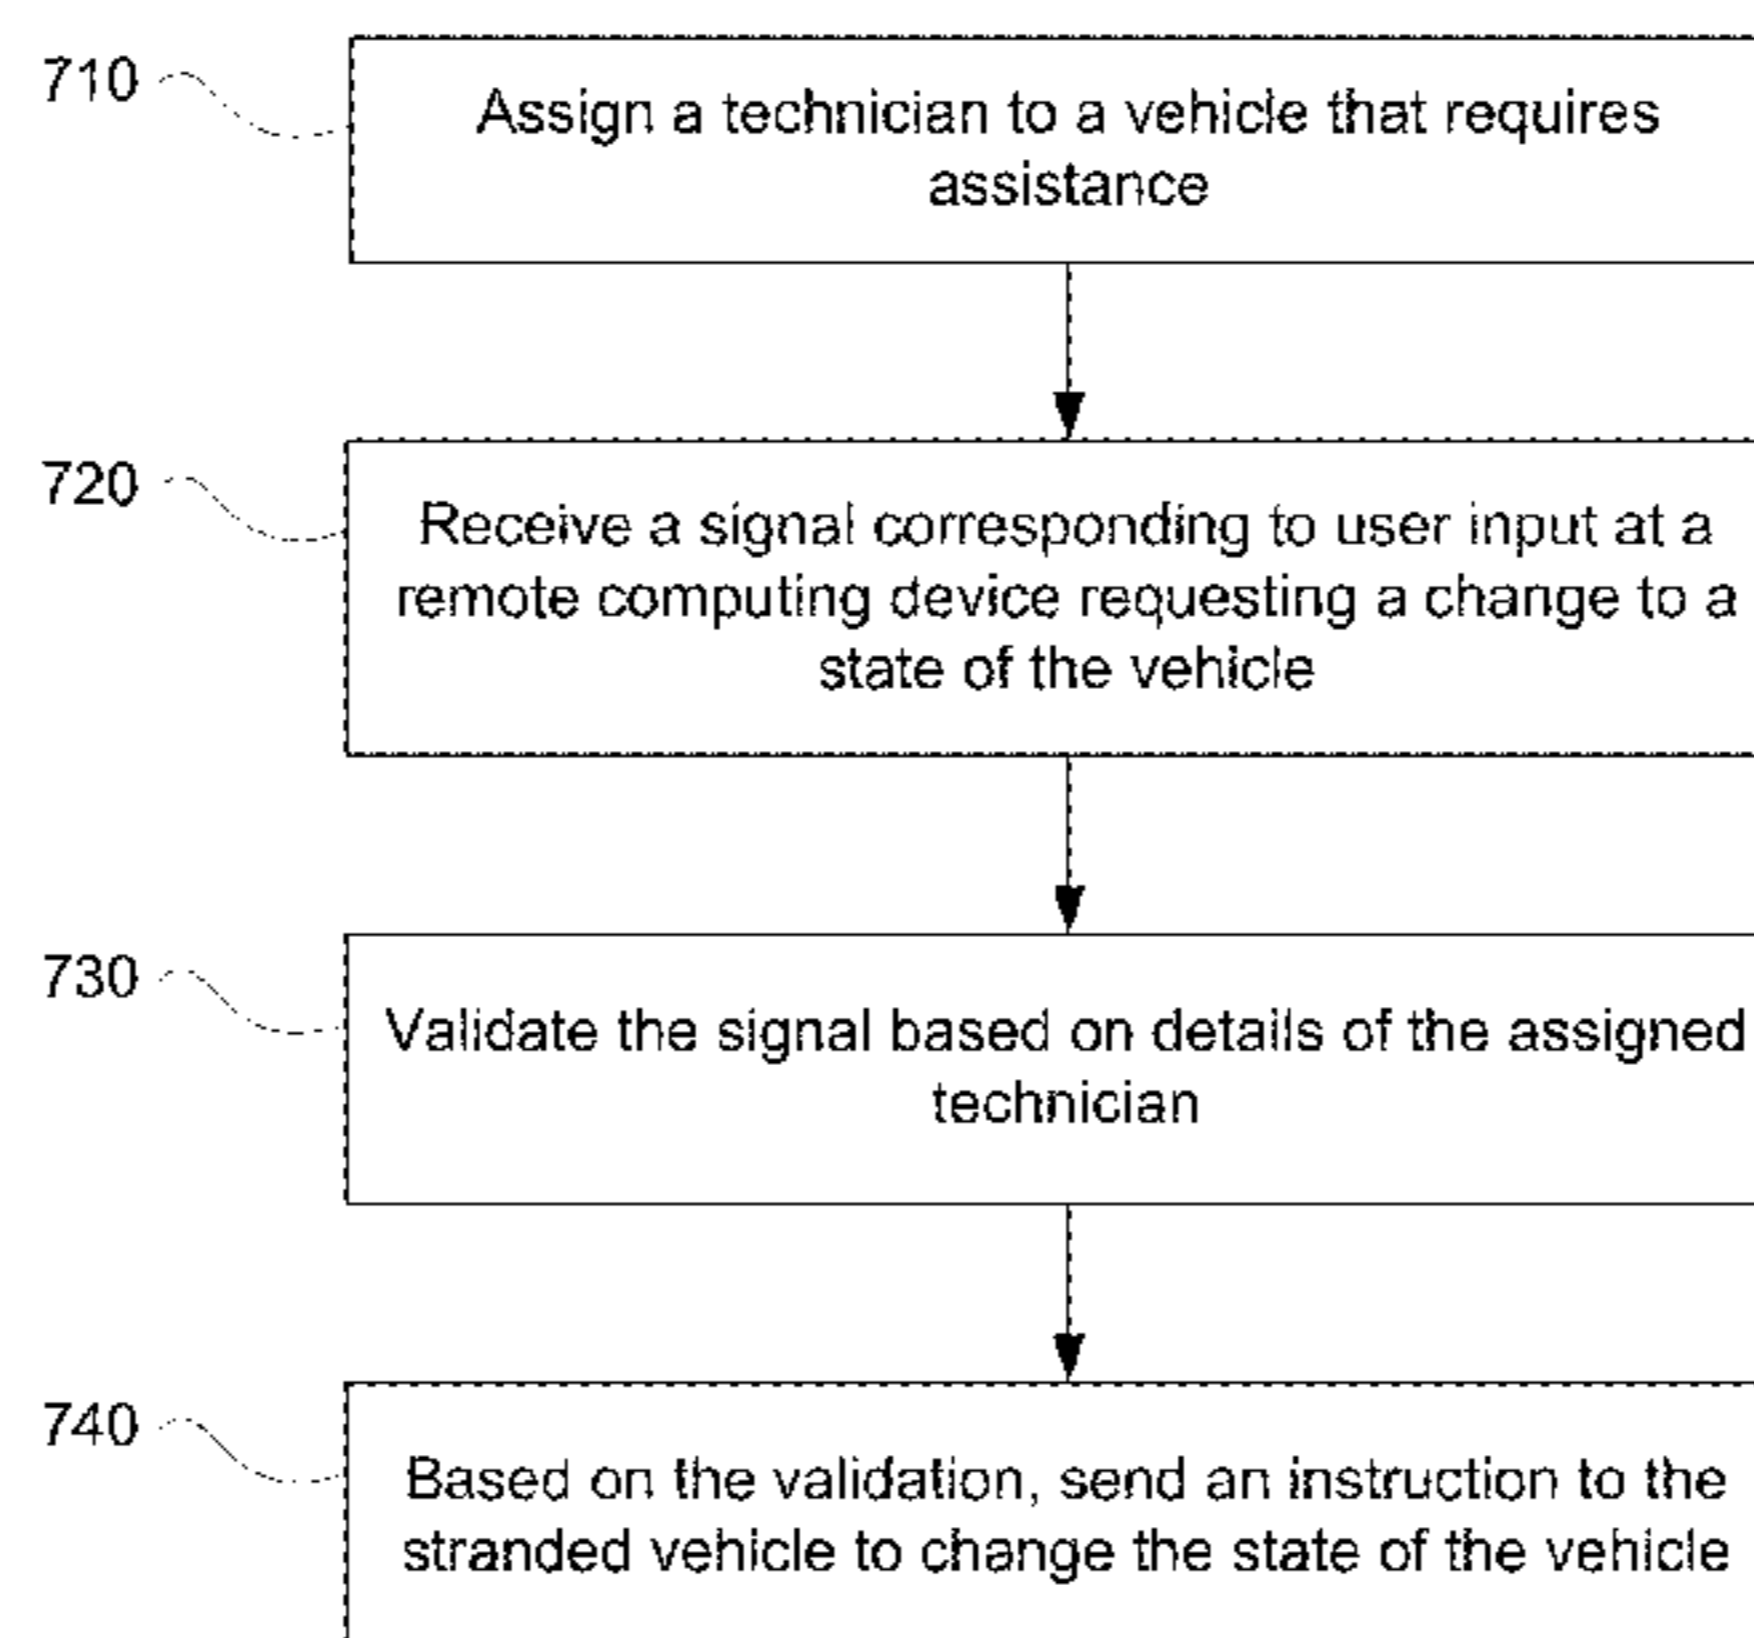 710
Assign a technician to a vehicle that requires
assistance
720
Receive a signal corresponding to user input at a
remote computing device requesting a change to a
state of the vehicle
730
Validate the signal based on details of the assigned
technician
740
Based on the validation, send an instruction to the
stranded vehicle to change the state of the vehicle